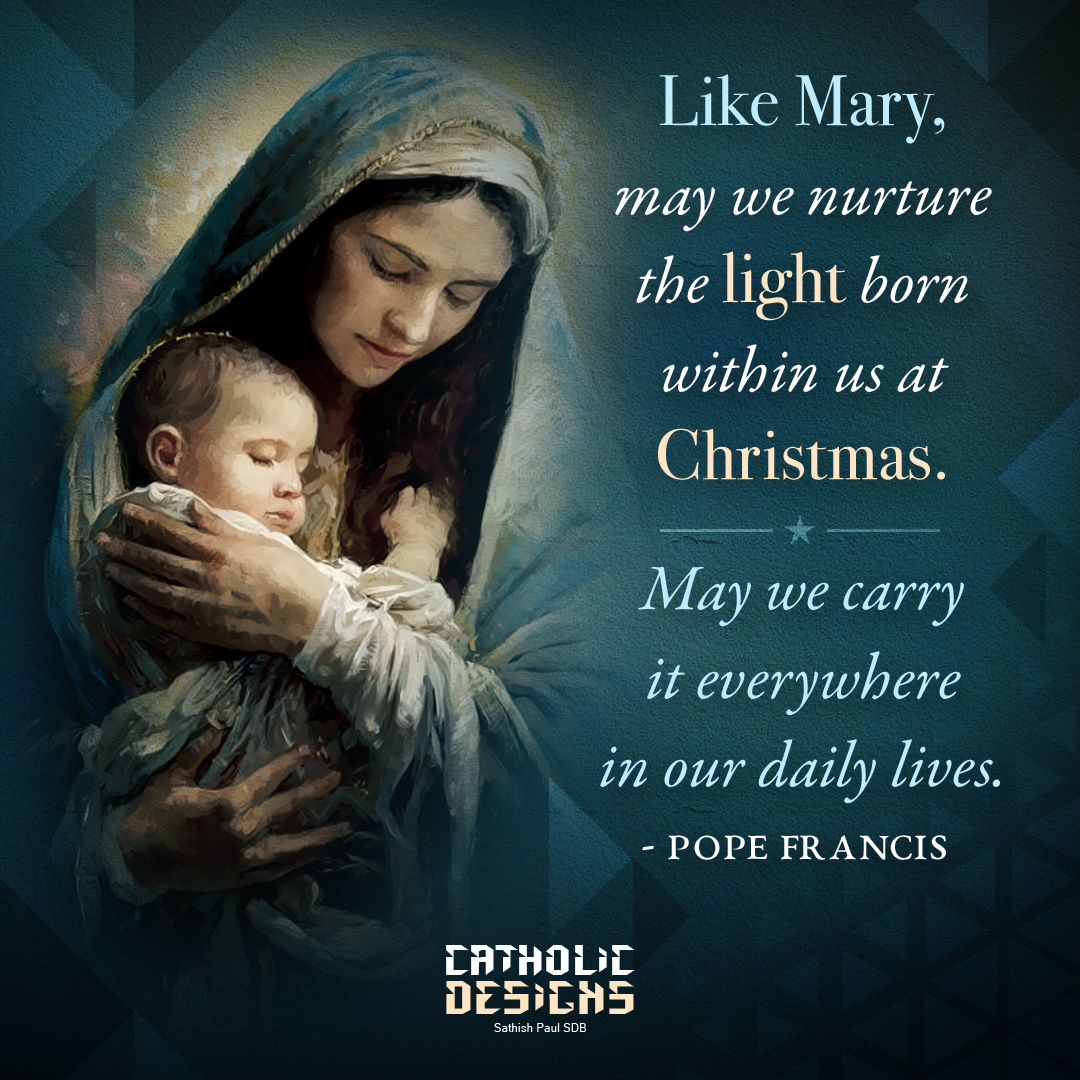 Like Mary,
may we nurture
the light born
within us at
Christmas.
May we carry
it everywhere
in our daily lives.
- POPE FRANCIS
CATHOLIC
DESIGNS
Sathish Paul SDB